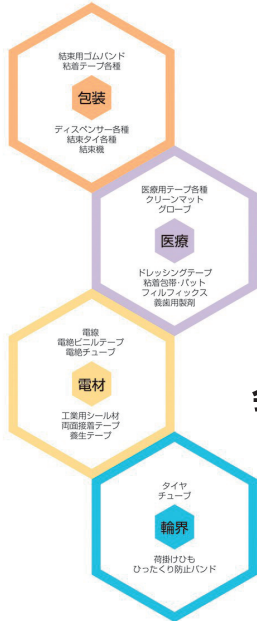 結束用ゴムバンド
粘着テープ各種
包装
ディスペンサー各種
結束タイ各種
結束機
医療用テープ各種
クリーンマット
グローブ
医療
ドレッシングテープ
粘着包帯・パット
フィルフィックス
義歯用製剤
電線
電絶ビニルテープ
電絶チューブ
電材
工業用シール材
両面接着テープ
養生テープ
タイヤ
チューブ
輪界
荷掛けひも
ひったくり防止バンド